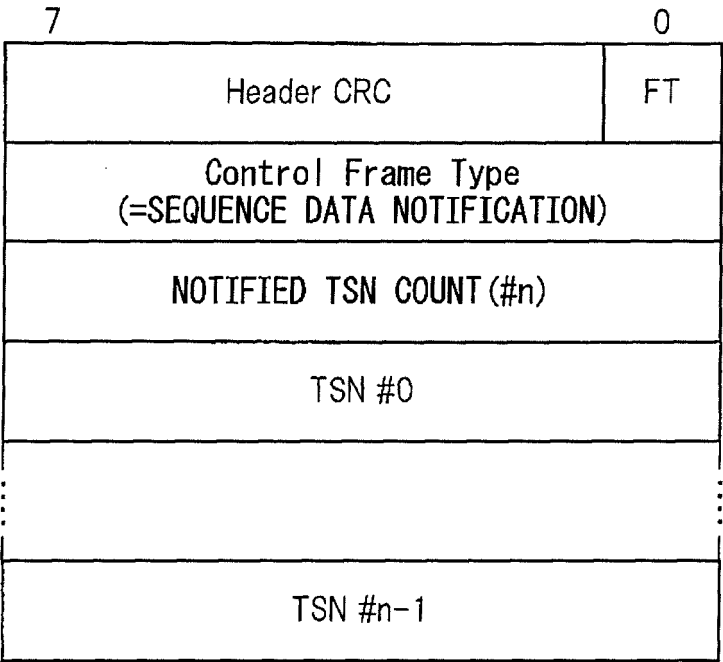 7 0
Header CRC FT
Control Frame Type
(=SEQUENCE DATA NOTIFICATION)
NOTIFIED TSN COUNT(#n)
TSN #0
TSN #n-1